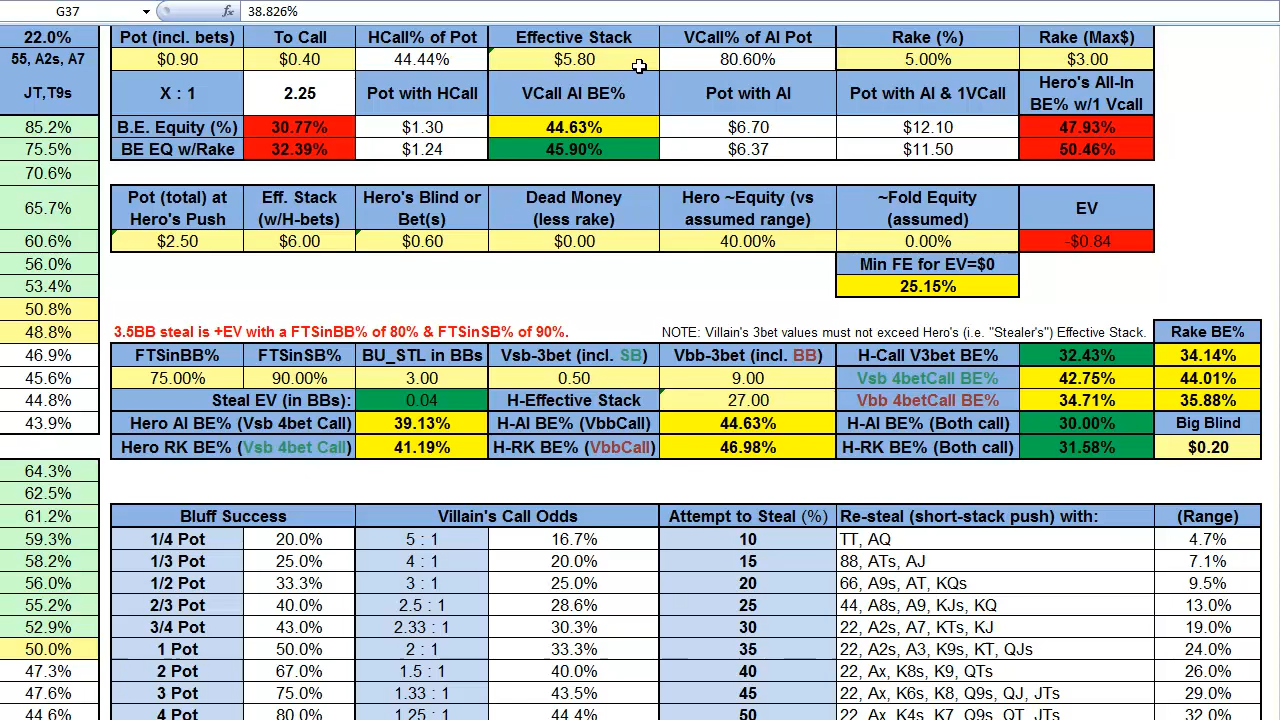 G37 fx 38.826%
22.0% Pot (incl. bets) To Call HCall% of Pot Effective Stack VCall% of AI Pot Rake (%) Rake (Max$)
55, A2s, A7 $0.90 $0.40 44.44% $5.80 80.60% 5.00% $3.00
JT,T9s X : 1 2.25 Pot with HCall VCall AI BE% Pot with AI Pot with AI & 1VCall Hero's All-In BE% w/1 Vcall
85.2% B.E. Equity (%) 30.77% $1.30 44.63% $6.70 $12.10 47.93%
75.5% BE EQ w/Rake 32.39% $1.24 45.90% $6.37 $11.50 50.46%
70.6%
65.7% Pot (total) at Hero's Push Eff. Stack (w/H-bets) Hero's Blind or Bet(s) Dead Money (less rake) Hero ~Equity (vs assumed range) ~Fold Equity (assumed) EV
60.6% $2.50 $6.00 $0.60 $0.00 40.00% 0.00% -$0.84
56.0% Min FE for EV=$0
53.4% 25.15%
50.8%
48.8% 3.5BB steal is +EV with a FTSinBB% of 80% & FTSinSB% of 90%. NOTE: Villain's 3bet values must not exceed Hero's (i.e. "Stealer's") Effective Stack. Rake BE%
46.9% FTSinBB% FTSinSB% BU_STL in BBs Vsb-3bet (incl. SB) Vbb-3bet (incl. BB) H-Call V3bet BE% 32.43% 34.14%
45.6% 75.00% 90.00% 3.00 0.50 9.00 Vsb 4betCall BE% 42.75% 44.01%
44.8% Steal EV (in BBs): 0.04 H-Effective Stack 27.00 Vbb 4betCall BE% 34.71% 35.88%
43.9% Hero AI BE% (Vsb 4bet Call) 39.13% H-AI BE% (VbbCall) 44.63% H-AI BE% (Both call) 30.00% Big Blind
Hero RK BE% (Vsb 4bet Call) 41.19% H-RK BE% (VbbCall) 46.98% H-RK BE% (Both call) 31.58% $0.20
64.3%
62.5%
61.2% Bluff Success Villain's Call Odds Attempt to Steal (%) Re-steal (short-stack push) with: (Range)
59.3% 1/4 Pot 20.0% 5 : 1 16.7% 10 TT, AQ 4.7%
58.2% 1/3 Pot 25.0% 4 : 1 20.0% 15 88, ATs, AJ 7.1%
56.0% 1/2 Pot 33.3% 3 : 1 25.0% 20 66, A9s, AT, KQs 9.5%
55.2% 2/3 Pot 40.0% 2.5 : 1 28.6% 25 44, A8s, A9, KJs, KQ 13.0%
52.9% 3/4 Pot 43.0% 2.33 : 1 30.3% 30 22, A2s, A7, KTs, KJ 19.0%
50.0% 1 Pot 50.0% 2 : 1 33.3% 35 22, A2s, A3, K9s, KT, QJs 24.0%
47.3% 2 Pot 67.0% 1.5 : 1 40.0% 40 22, Ax, K8s, K9, QTs 26.0%
47.6% 3 Pot 75.0% 1.33 : 1 43.5% 45 22, Ax, K6s, K8, Q9s, QJ, JTs 29.0%
44.6% 4 Pot 80.0% 1.25 : 1 44.4% 50 22, Ax, K4s, K7, Q9s, QT, JTs 32.0%